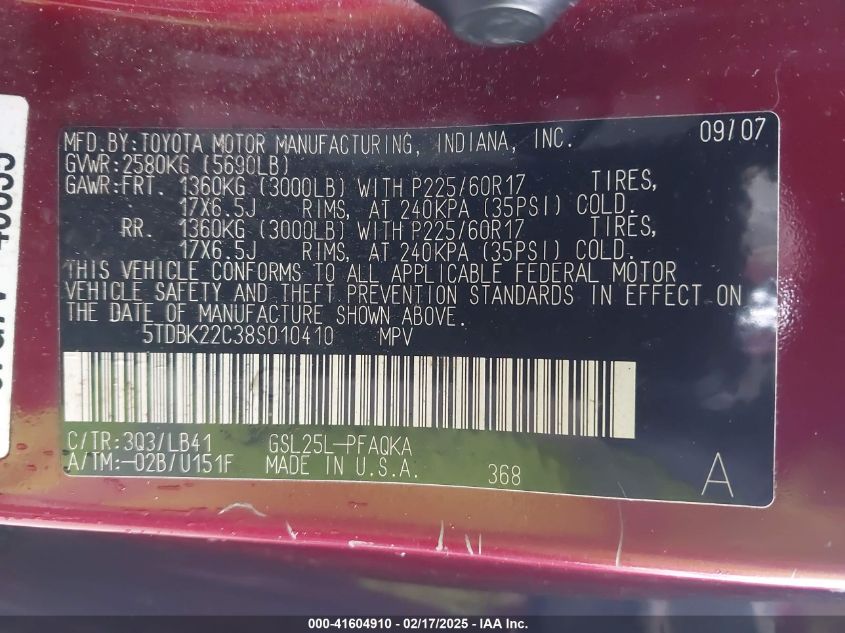 MFD.BY:TOYOTA MOTOR MANUFACTURING, INDIANA, INC. 09/07
GVWR:2580KG (5690LB)
GAWR:FRT. 1360KG (3000LB) WITH P225/60R17 TIRES,
17X6.5J RIMS, AT 240KPA (35PSI) COLD.
RR. 1360KG (3000LB) WITH P225/60R17 TIRES,
17X6.5J RIMS, AT 240KPA (35PSI) COLD.
THIS VEHICLE CONFORMS TO ALL APPLICABLE FEDERAL MOTOR
VEHICLE SAFETY AND THEFT PREVENTION STANDARDS IN EFFECT ON
THE DATE OF MANUFACTURE SHOWN ABOVE.
5TDBK22C38S010410 MPV
C/TR:3Q3/LB41 GSL25L-PFAQKA
A/TM:-02B/U151F MADE IN U.S.A. 368 A
000-41604910 - 02/17/2025 - IAA Inc.